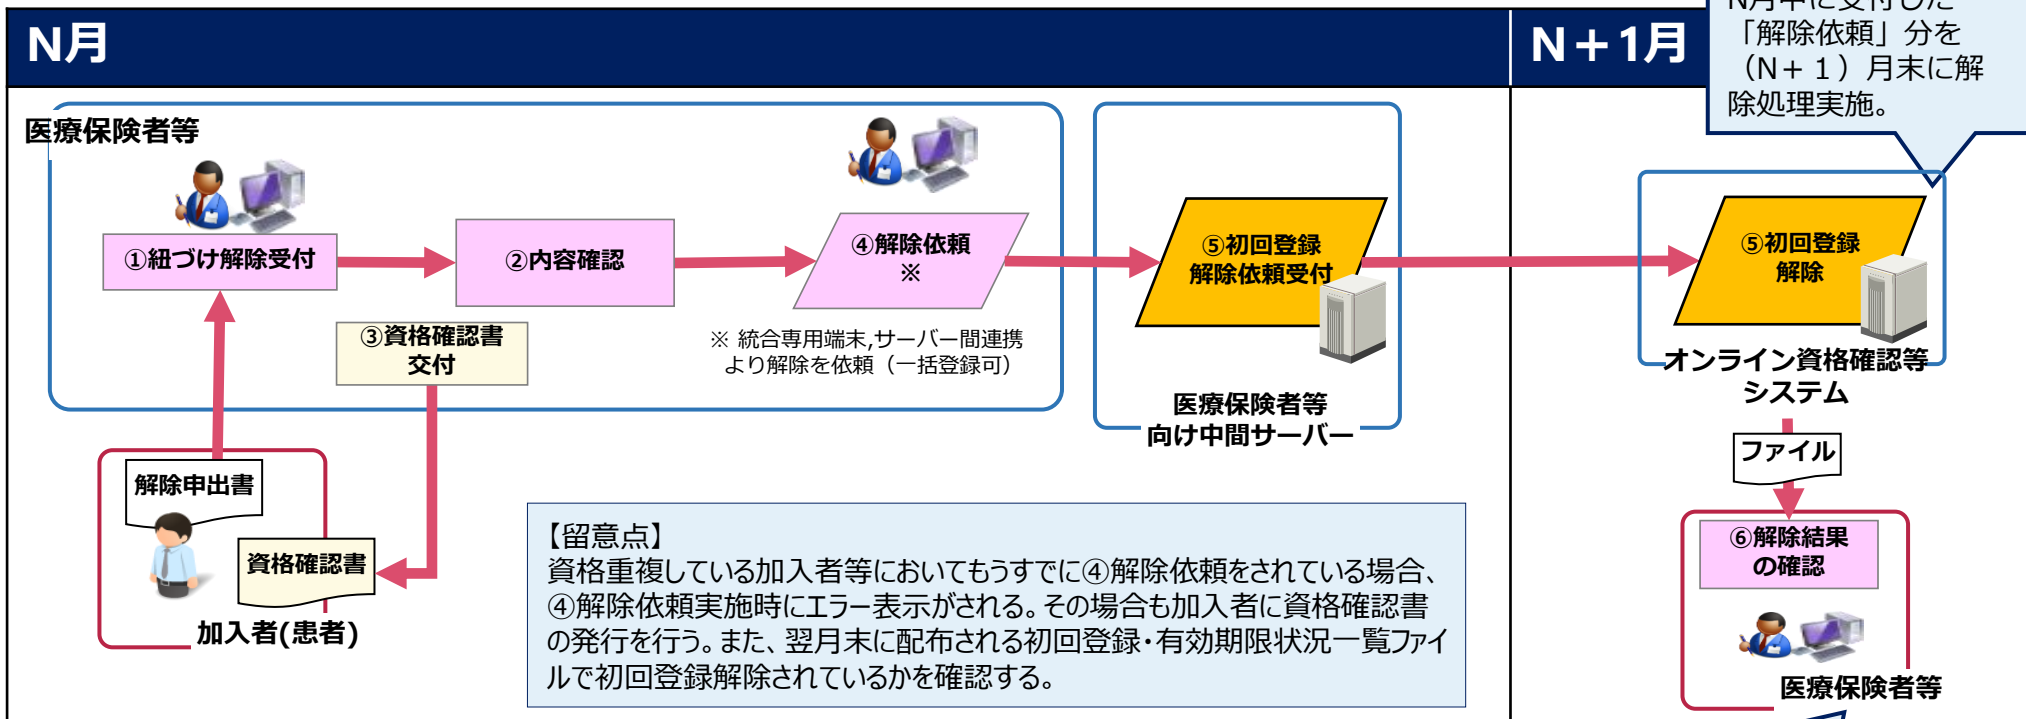 N月
N+1月
N月中に受付した
「解除依頼」分を
（N+１）月末に解
除処理実施。
医療保険者等
①紐づけ解除受付
②内容確認
④解除依頼
※
③資格確認書
交付
※ 統合専用端末,サーバー間連携
より解除を依頼（一括登録可）
⑤初回登録
解除依頼受付
医療保険者等
向け中間サーバー
⑤初回登録
解除
オンライン資格確認等
システム
ファイル
⑥解除結果
の確認
医療保険者等
解除申出書
資格確認書
加入者(患者)
【留意点】
資格重複している加入者等においてもうすでに④解除依頼をされている場合、
④解除依頼実施時にエラー表示がされる。その場合も加入者に資格確認書
の発行を行う。また、翌月末に配布される初回登録・有効期限状況一覧ファイ
ルで初回登録解除されているかを確認する。